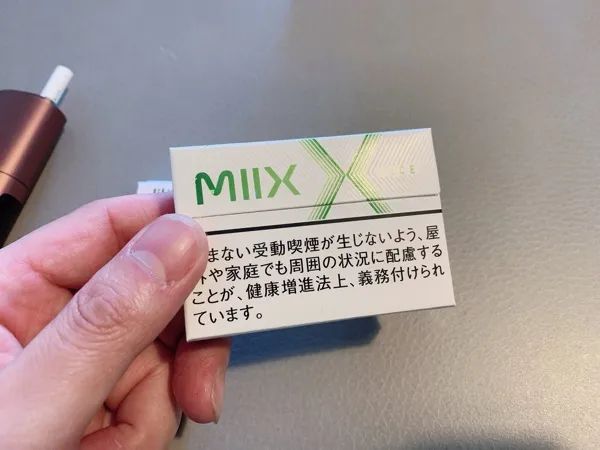 MIIX
ICE
まない受動喫煙が生じないよう、屋
外や家庭でも周囲の状況に配慮する
ことが、健康増進法上、義務付けられ
ています。